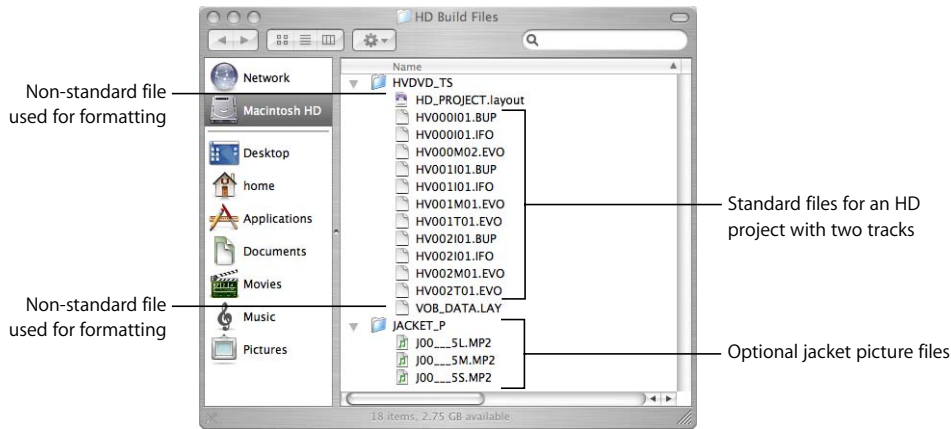 HD Build Files
Name
Network
Macintosh HD
Desktop
home
Applications
Documents
Movies
Music
Pictures
HVDVD_TS
HD_PROJECT.layout
HV000I01.BUP
HV000I01.IFO
HV000M02.EVO
HV001I01.BUP
HV001I01.IFO
HV001M01.EVO
HV001T01.EVO
HV002I01.BUP
HV002I01.IFO
HV002M01.EVO
HV002T01.EVO
VOB_DATA.LAY
JACKET_P
J00___5L.MP2
J00___5M.MP2
J00___5S.MP2
18 items, 2.75 GB available
Non-standard file
used for formatting
Non-standard file
used for formatting
Standard files for an HD
project with two tracks
Optional jacket picture files